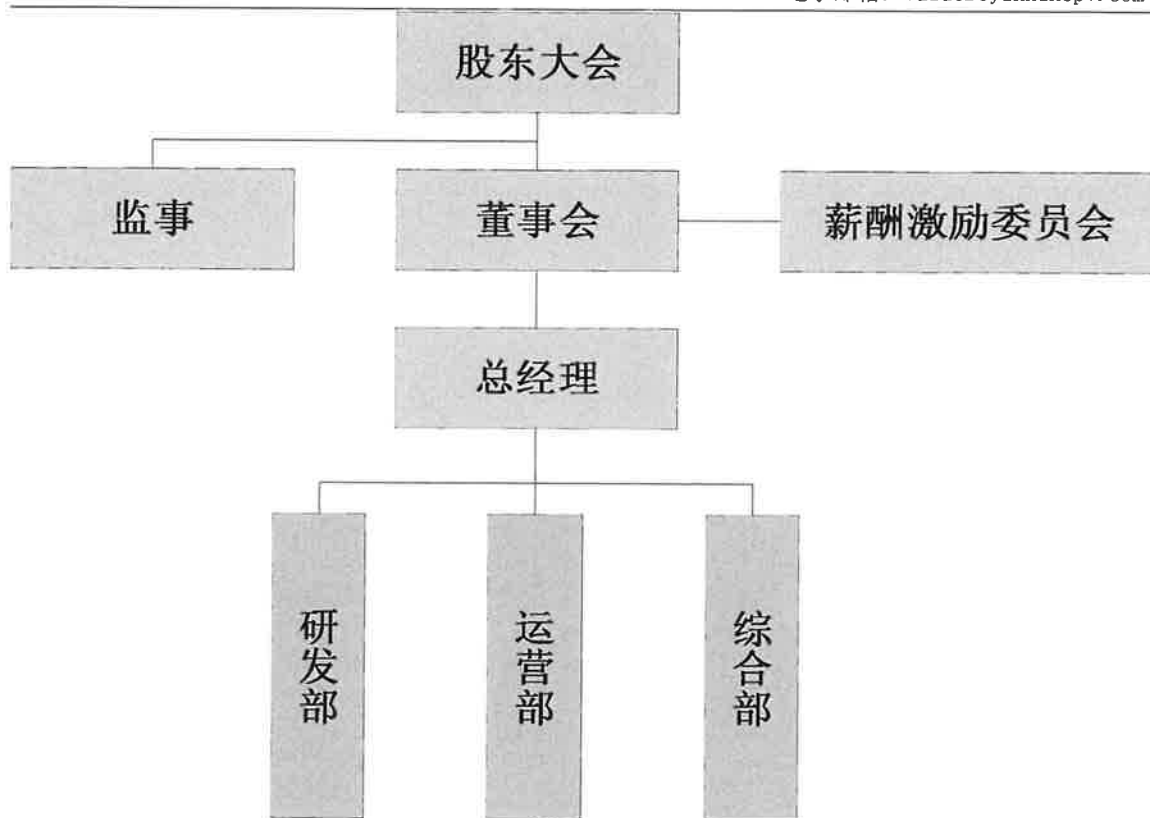 股东大会
监事
董事会
薪酬激励委员会
总经理
研发部
运营部
综合部